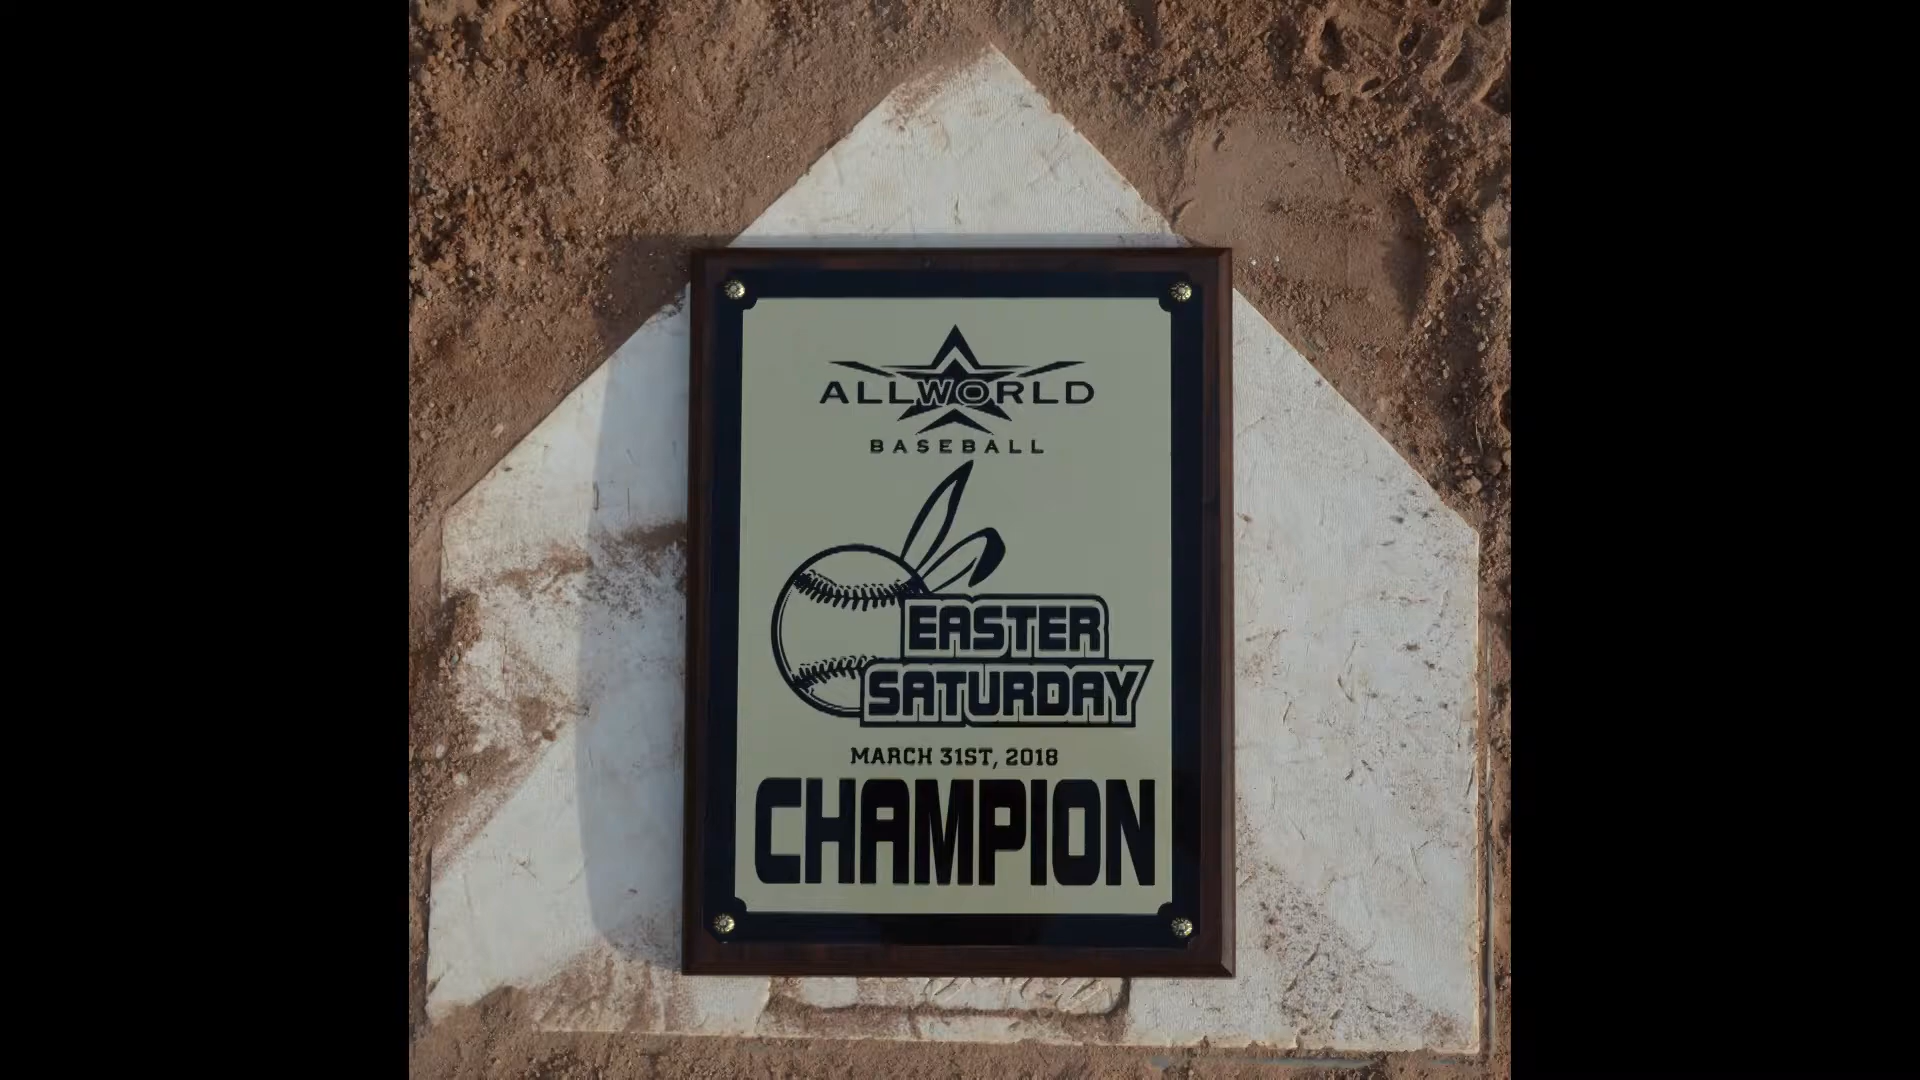 ALLWORLD
BASEBALL
EASTER
SATURDAY
MARCH 31ST, 2018
CHAMPION